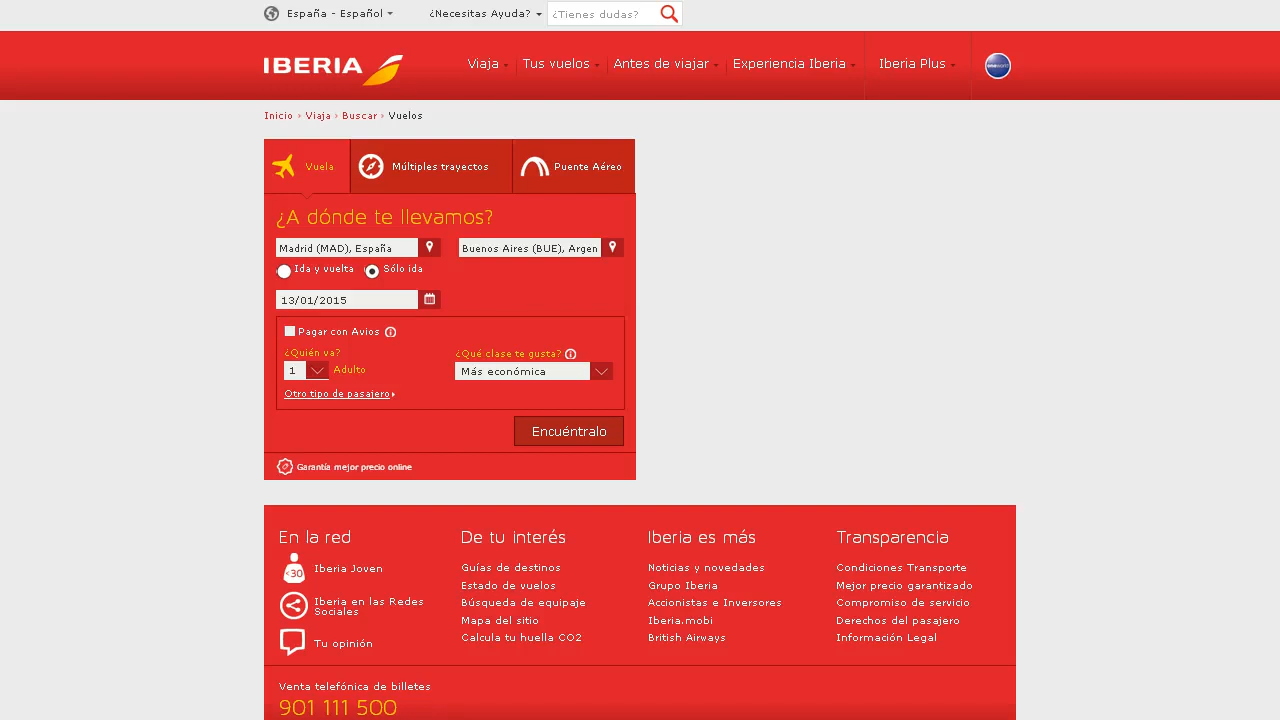 España - Español
¿Necesitas Ayuda?
¿Tienes dudas?
IBERIA
Viaja
Tus vuelos
Antes de viajar
Experiencia Iberia
Iberia Plus
oneworld
Inicio › Viaja › Buscar › Vuelos
Vuela
Múltiples trayectos
Puente Aéreo
¿A dónde te llevamos?
Madrid (MAD), España
Buenos Aires (BUE), Argen
Ida y vuelta
Sólo ida
13/01/2015
Pagar con Avios
¿Quién va?
¿Qué clase te gusta?
1
Adulto
Más económica
Otro tipo de pasajero
Encuéntralo
Garantía mejor precio online
En la red
<30
Iberia Joven
Iberia en las Redes
Sociales
Tu opinión
De tu interés
Guías de destinos
Estado de vuelos
Búsqueda de equipaje
Mapa del sitio
Calcula tu huella CO2
Iberia es más
Noticias y novedades
Grupo Iberia
Accionistas e Inversores
Iberia.mobi
British Airways
Transparencia
Condiciones Transporte
Mejor precio garantizado
Compromiso de servicio
Derechos del pasajero
Información Legal
Venta telefónica de billetes
901 111 500